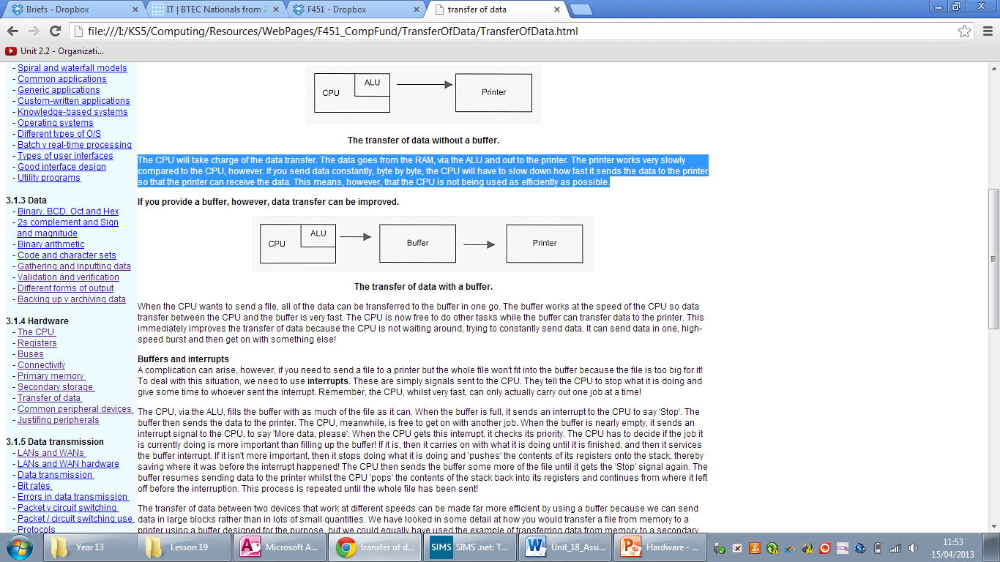 Briefs - Dropbox
IT | BTEC Nationals from 2
F451 - Dropbox
transfer of data
file:///I:/KS5/Computing/Resources/WebPages/F451_CompFund/TransferOfData/TransferOfData.html
Unit 2.2 - Organizati...
- Spiral and waterfall models
- Common applications
- Generic applications
- Custom-written applications
- Knowledge-based systems
- Operating systems
- Different types of O/S
- Batch v real-time processing
- Types of user interfaces
- Good interface design
- Utility programs
3.1.3 Data
- Binary, BCD, Oct and Hex
- 2s complement and Sign
and magnitude
- Binary arithmetic
- Code and character sets
- Gathering and inputting data
- Validation and verification
- Different forms of output
- Backing up v archiving data
3.1.4 Hardware
- The CPU
- Registers
- Buses
- Connectivity
- Primary memory
- Secondary storage
- Transfer of data
- Common peripheral devices
- Justifing peripherals
3.1.5 Data transmission
- LANs and WANs
- LANs and WAN hardware
- Data transmission
- Bit rates
- Errors in data transmission
- Packet v circuit switching
- Packet / circuit switching use
- Protocols
CPU
ALU
Printer
The transfer of data without a buffer.
The CPU will take charge of the data transfer. The data goes from the RAM, via the ALU and out to the printer. The printer works very slowly
compared to the CPU, however. If you send data constantly, byte by byte, the CPU will have to slow down how fast it sends the data to the printer
so that the printer can receive the data. This means, however, that the CPU is not being used as efficiently as possible.
If you provide a buffer, however, data transfer can be improved.
CPU
ALU
Buffer
Printer
The transfer of data with a buffer.
When the CPU wants to send a file, all of the data can be transferred to the buffer in one go. The buffer works at the speed of the CPU so data
transfer between the CPU and the buffer is very fast. The CPU is now free to do other tasks while the buffer can transfer data to the printer. This
immediately improves the transfer of data because the CPU is not waiting around, trying to constantly send data. It can send data in one, high-
speed burst and then get on with something else!
Buffers and interrupts
A complication can arise, however, if you need to send a file to a printer but the whole file won't fit into the buffer because the file is too big for it!
To deal with this situation, we need to use interrupts. These are simply signals sent to the CPU. They tell the CPU to stop what it is doing and
give some time to whoever sent the interrupt. Remember, the CPU, whilst very fast, can only actually carry out one job at a time!
The CPU, via the ALU, fills the buffer with as much of the file as it can. When the buffer is full, it sends an interrupt to the CPU to say 'Stop'. The
buffer then sends the data to the printer. The CPU, meanwhile, is free to get on with another job. When the buffer is nearly empty, it sends an
interrupt signal to the CPU, to say 'More data, please'. When the CPU gets this interrupt, it checks its priority. The CPU has to decide if the job it
is currently doing is more important than filling up the buffer! If it is, then it carries on with what it is doing until it is finished, and then it services
the buffer interrupt. If it isn't more important, then it stops doing what it is doing and 'pushes' the contents of its registers onto the stack, thereby
saving where it was before the interrupt happened! The CPU then sends the buffer some more of the file until it gets the 'Stop' signal again. The
buffer resumes sending data to the printer whilst the CPU 'pops' the contents of the stack back into its registers and continues from where it left
off before the interruption. This process is repeated until the whole file has been sent!
The transfer of data between two devices that work at different speeds can be made far more efficient by using a buffer because we can send
data in large blocks rather than in lots of small quantities. We have looked in some detail at how you would transfer a file from memory to a
printer using a buffer designed for the purpose, but we could equally have used the example of transferring data from memory to a secondary
Year 13
Lesson 19
Microsoft A...
transfer of d...
SIMS
SIMS .net: T...
Unit_18_Assi...
Hardware - ...
11:53
15/04/2013